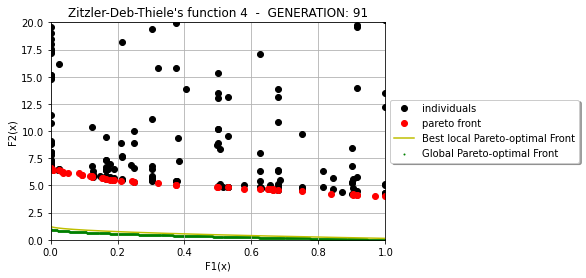 Zitzler-Deb-Thiele's function 4  -  GENERATION: 91
20.0
17.5
15.0
12.5
10.0
7.5
5.0
2.5
0.0
F2(x)
0.0 0.2 0.4 0.6 0.8 1.0
F1(x)
individuals
pareto front
Best local Pareto-optimal Front
Global Pareto-optimal Front